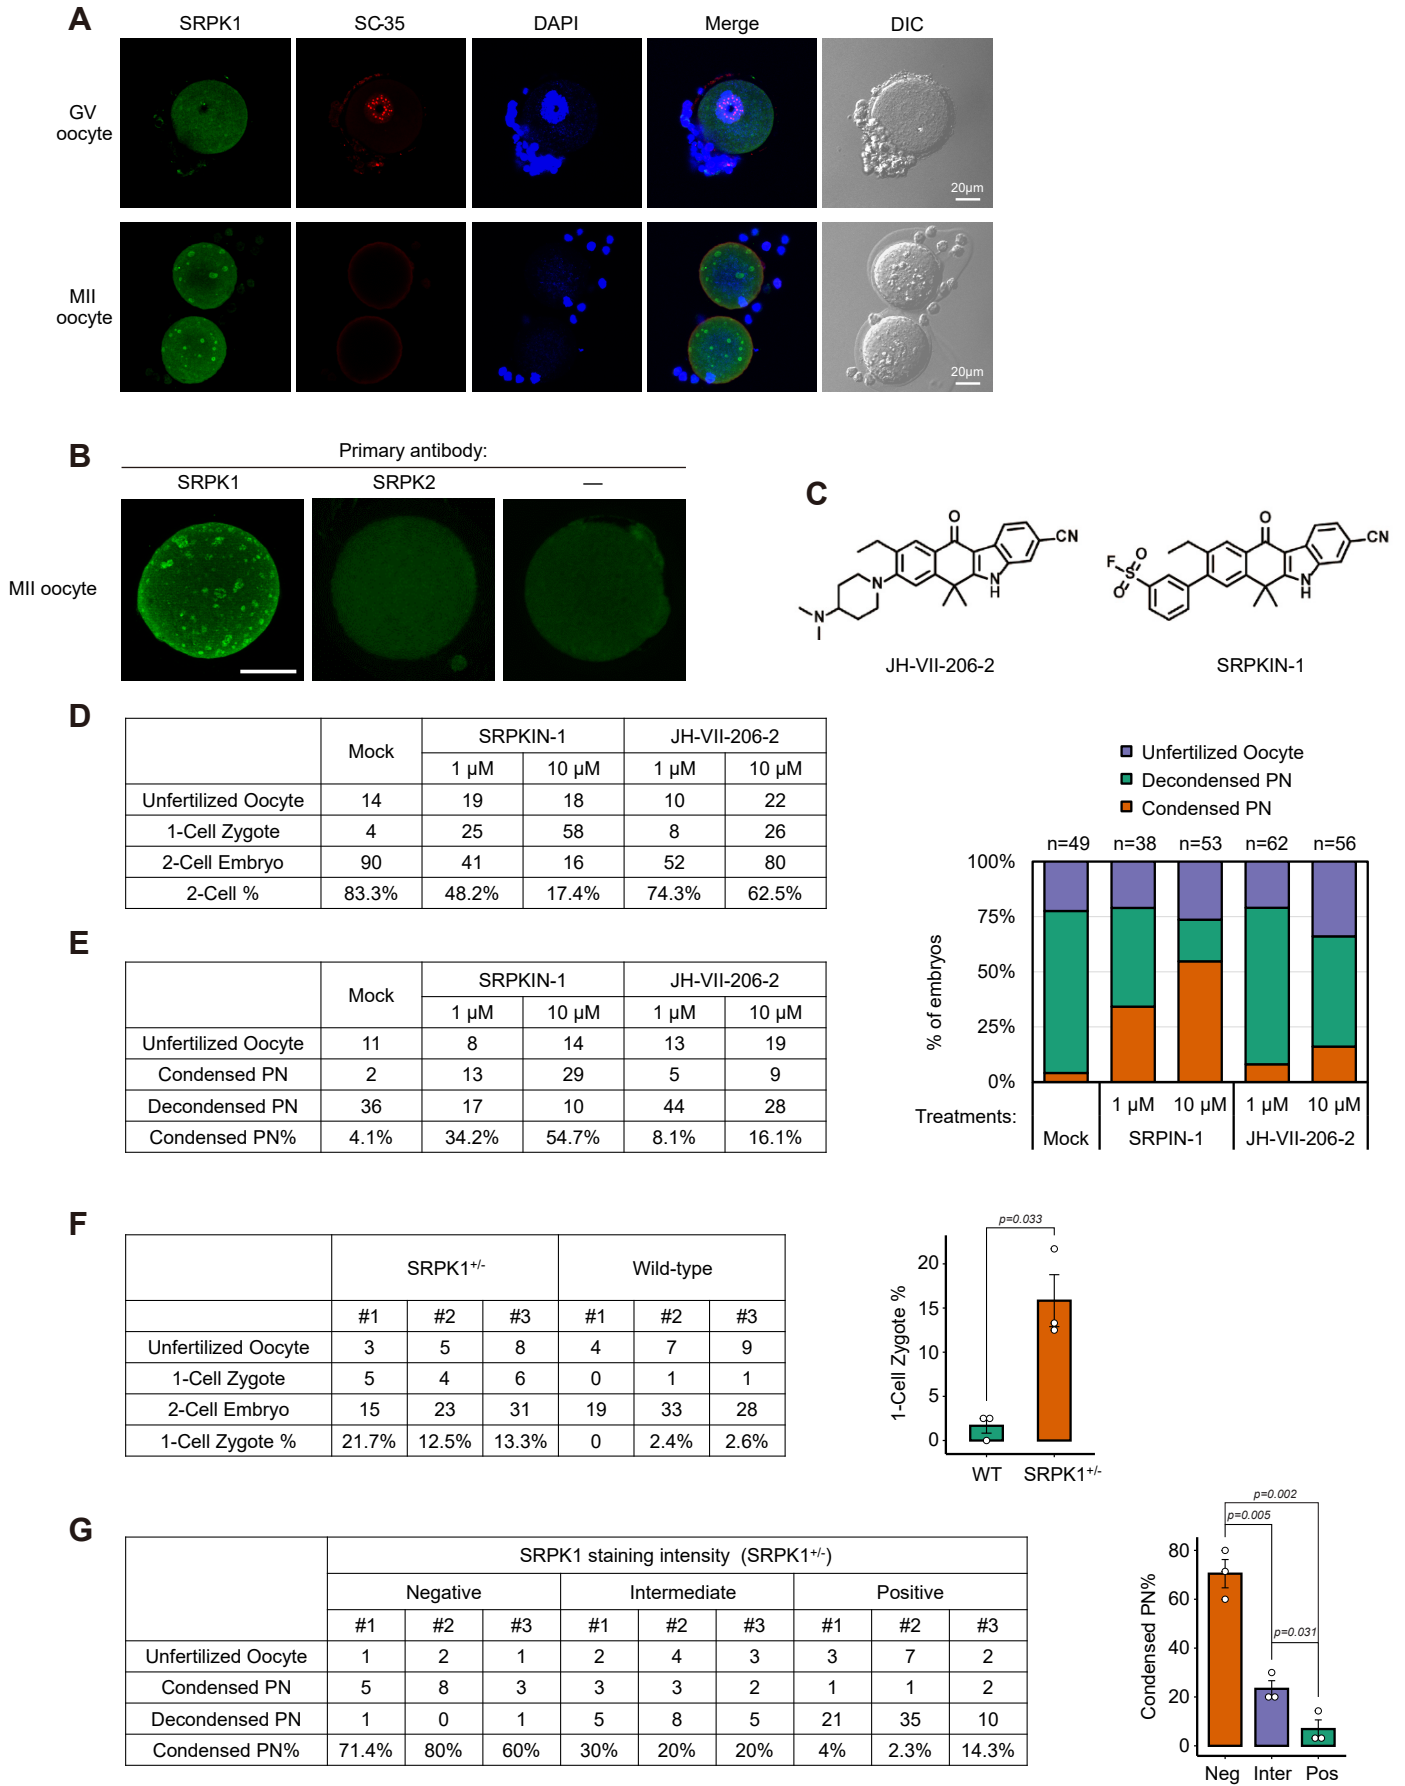 A
SRPK1 SC-35 DAPI Merge DIC
GV
oocyte
20μm
MII
oocyte
20μm
B
Primary antibody:
SRPK1 SRPK2 —
MII oocyte
C
O CN N H N
JH-VII-206-2
F S O O O CN N H
SRPKIN-1
D
Mock SRPKIN-1 JH-VII-206-2
1 μM 10 μM 1 μM 10 μM
Unfertilized Oocyte 14 19 18 10 22
1-Cell Zygote 4 25 58 8 26
2-Cell Embryo 90 41 16 52 80
2-Cell % 83.3% 48.2% 17.4% 74.3% 62.5%
E
Mock SRPKIN-1 JH-VII-206-2
1 μM 10 μM 1 μM 10 μM
Unfertilized Oocyte 11 8 14 13 19
Condensed PN 2 13 29 5 9
Decondensed PN 36 17 10 44 28
Condensed PN% 4.1% 34.2% 54.7% 8.1% 16.1%
Unfertilized Oocyte
Decondensed PN
Condensed PN
n=49 n=38 n=53 n=62 n=56
100%
75%
50%
25%
0%
% of embryos
Treatments:
1 μM 10 μM 1 μM 10 μM
Mock SRPIN-1 JH-VII-206-2
F
SRPK1+/- Wild-type
#1 #2 #3 #1 #2 #3
Unfertilized Oocyte 3 5 8 4 7 9
1-Cell Zygote 5 4 6 0 1 1
2-Cell Embryo 15 23 31 19 33 28
1-Cell Zygote % 21.7% 12.5% 13.3% 0 2.4% 2.6%
p=0.033
20
15
10
5
0
1-Cell Zygote %
WT SRPK1+/-
G
SRPK1 staining intensity (SRPK1+/-)
Negative Intermediate Positive
#1 #2 #3 #1 #2 #3 #1 #2 #3
Unfertilized Oocyte 1 2 1 2 4 3 3 7 2
Condensed PN 5 8 3 3 3 2 1 1 2
Decondensed PN 1 0 1 5 8 5 21 35 10
Condensed PN% 71.4% 80% 60% 30% 20% 20% 4% 2.3% 14.3%
p=0.002
p=0.005
p=0.031
80
60
40
20
0
Condensed PN%
Neg Inter Pos